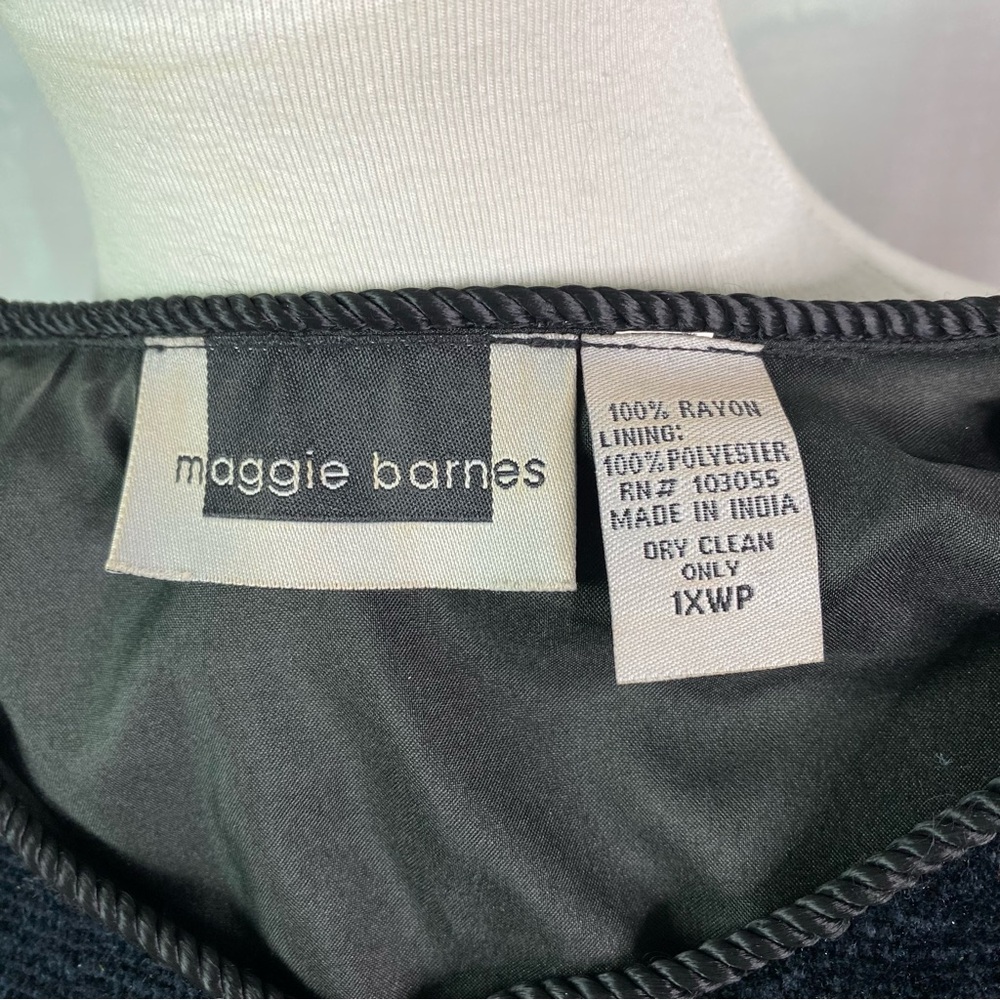 maggie barnes
100% RAYON
LINING:
100% POLYESTER
RN# 103055
MADE IN INDIA
DRY CLEAN
ONLY
1XWP